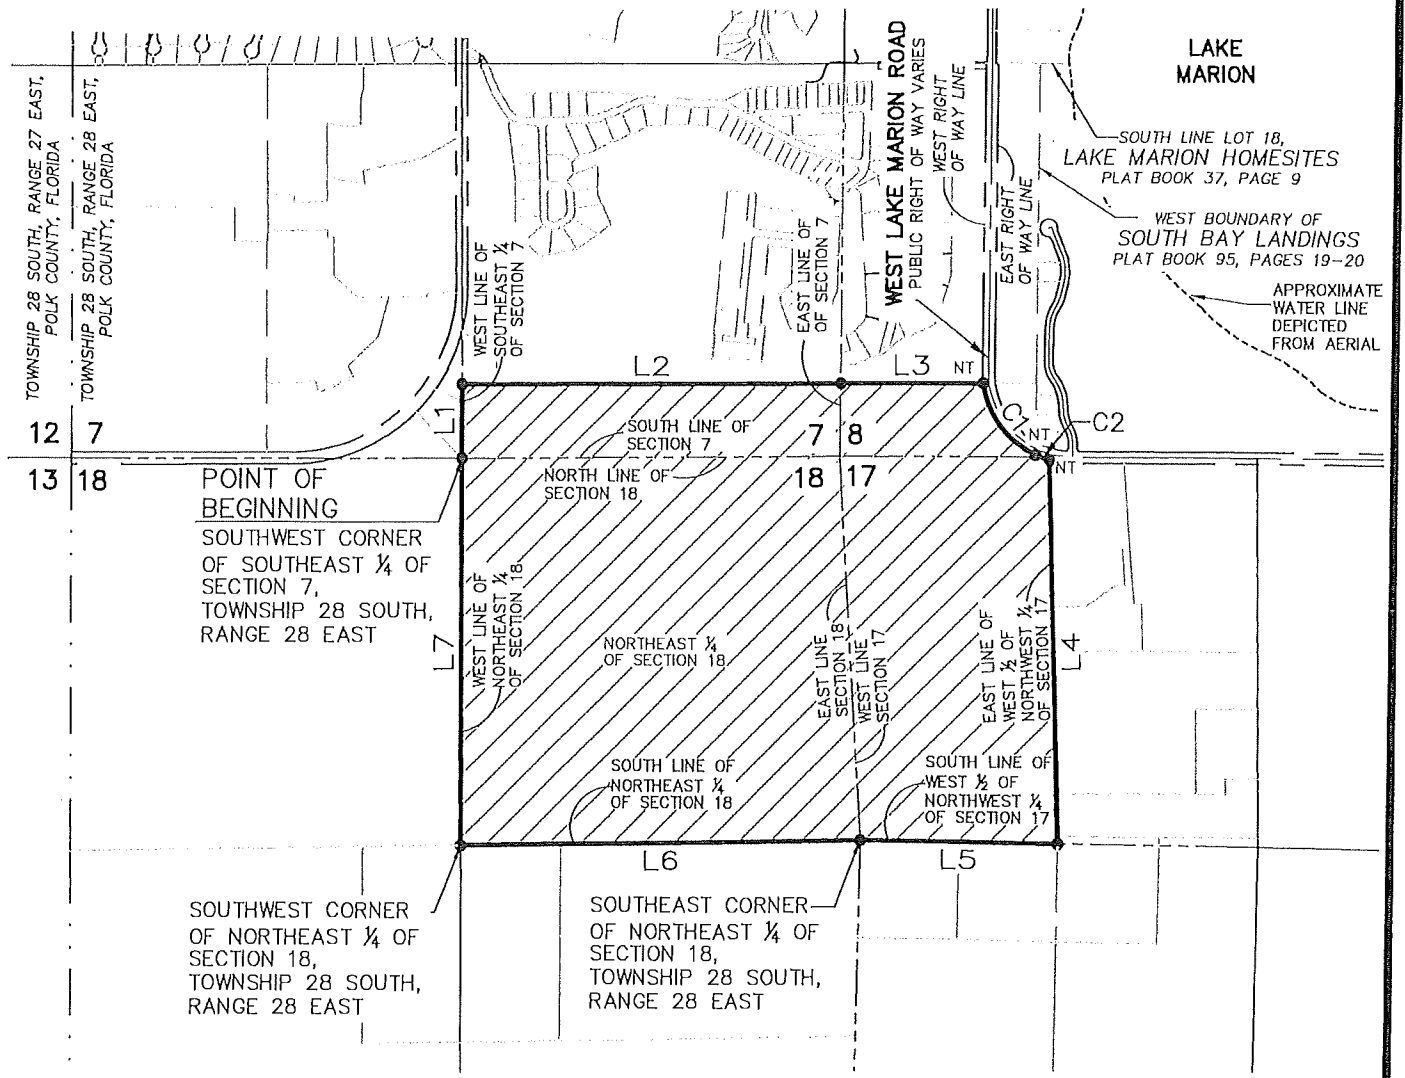 LAKE
MARION
TOWNSHIP 28 SOUTH, RANGE 27 EAST,
POLK COUNTY, FLORIDA
TOWNSHIP 28 SOUTH, RANGE 28 EAST,
POLK COUNTY, FLORIDA
WEST LAKE MARION ROAD
PUBLIC RIGHT OF WAY VARIES
WEST RIGHT
OF WAY LINE
EAST RIGHT
OF WAY LINE
SOUTH LINE LOT 18,
LAKE MARION HOMESITES
PLAT BOOK 37, PAGE 9
WEST BOUNDARY OF
SOUTH BAY LANDINGS
PLAT BOOK 95, PAGES 19-20
APPROXIMATE
WATER LINE
DEPICTED
FROM AERIAL
WEST LINE OF
SOUTHEAST ¼
OF SECTION 7
EAST LINE OF
OF SECTION 7
L2
L3
NT
L1
C1
NT
C2
NT
12
7
13
18
7
8
18
17
SOUTH LINE OF
SECTION 7
NORTH LINE OF
SECTION 18
POINT OF
BEGINNING
SOUTHWEST CORNER
OF SOUTHEAST ¼ OF
SECTION 7,
TOWNSHIP 28 SOUTH,
RANGE 28 EAST
L7
WEST LINE OF
NORTHEAST ¼
OF SECTION 18
NORTHEAST ¼
OF SECTION 18
EAST LINE
SECTION 18
WEST LINE
SECTION 17
EAST LINE OF
WEST ½ OF
NORTHWEST ¼
OF SECTION 17
L4
SOUTH LINE OF
NORTHEAST ¼
OF SECTION 18
SOUTH LINE OF
WEST ½ OF
NORTHWEST ¼
OF SECTION 17
L6
L5
SOUTHWEST CORNER
OF NORTHEAST ¼ OF
SECTION 18,
TOWNSHIP 28 SOUTH,
RANGE 28 EAST
SOUTHEAST CORNER
OF NORTHEAST ¼ OF
SECTION 18,
TOWNSHIP 28 SOUTH,
RANGE 28 EAST